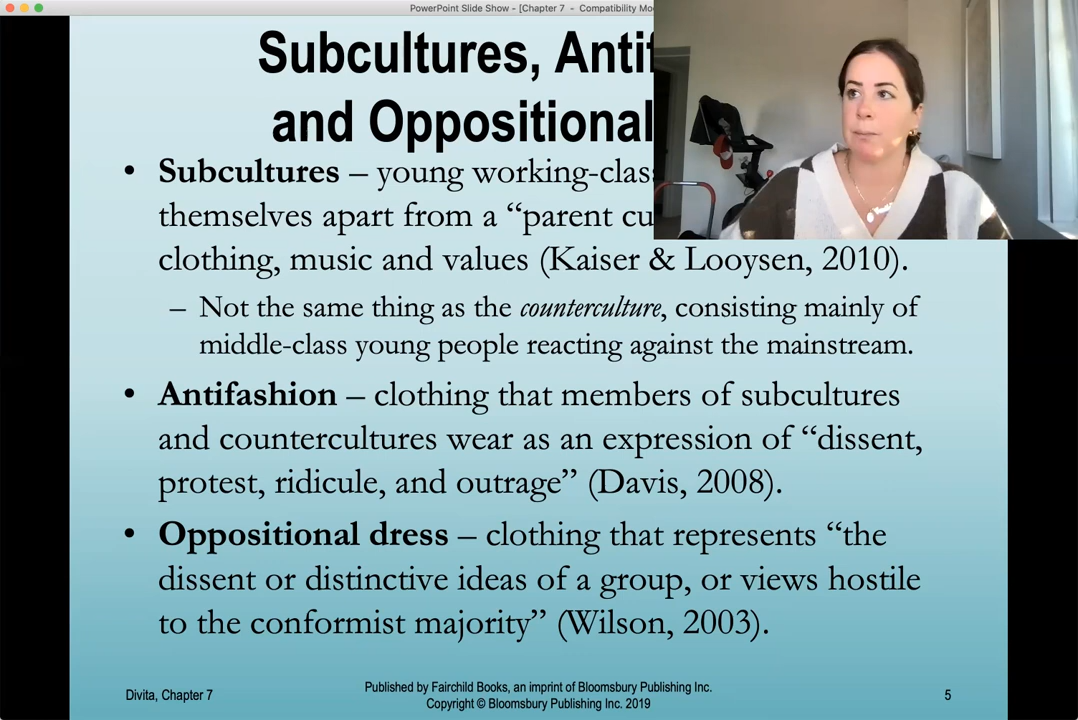 PowerPoint Slide Show - [Chapter 7 - Compatibility
Subcultures,
and Oppositional
• Subcultures – young
themselves apart from a “parent
clothing, music and values (Kaiser & Looysen, 2010).
– Not the same thing as the counterculture, consisting mainly of
middle-class young people reacting against the mainstream.
• Antifashion – clothing that members of subcultures
and countercultures wear as an expression of “dissent,
protest, ridicule, and outrage” (Davis, 2008).
• Oppositional dress – clothing that represents “the
dissent or distinctive ideas of a group, or views hostile
to the conformist majority” (Wilson, 2003).
Divita, Chapter 7
Published by Fairchild Books, an imprint of Bloomsbury Publishing Inc.
Copyright © Bloomsbury Publishing Inc. 2019
5